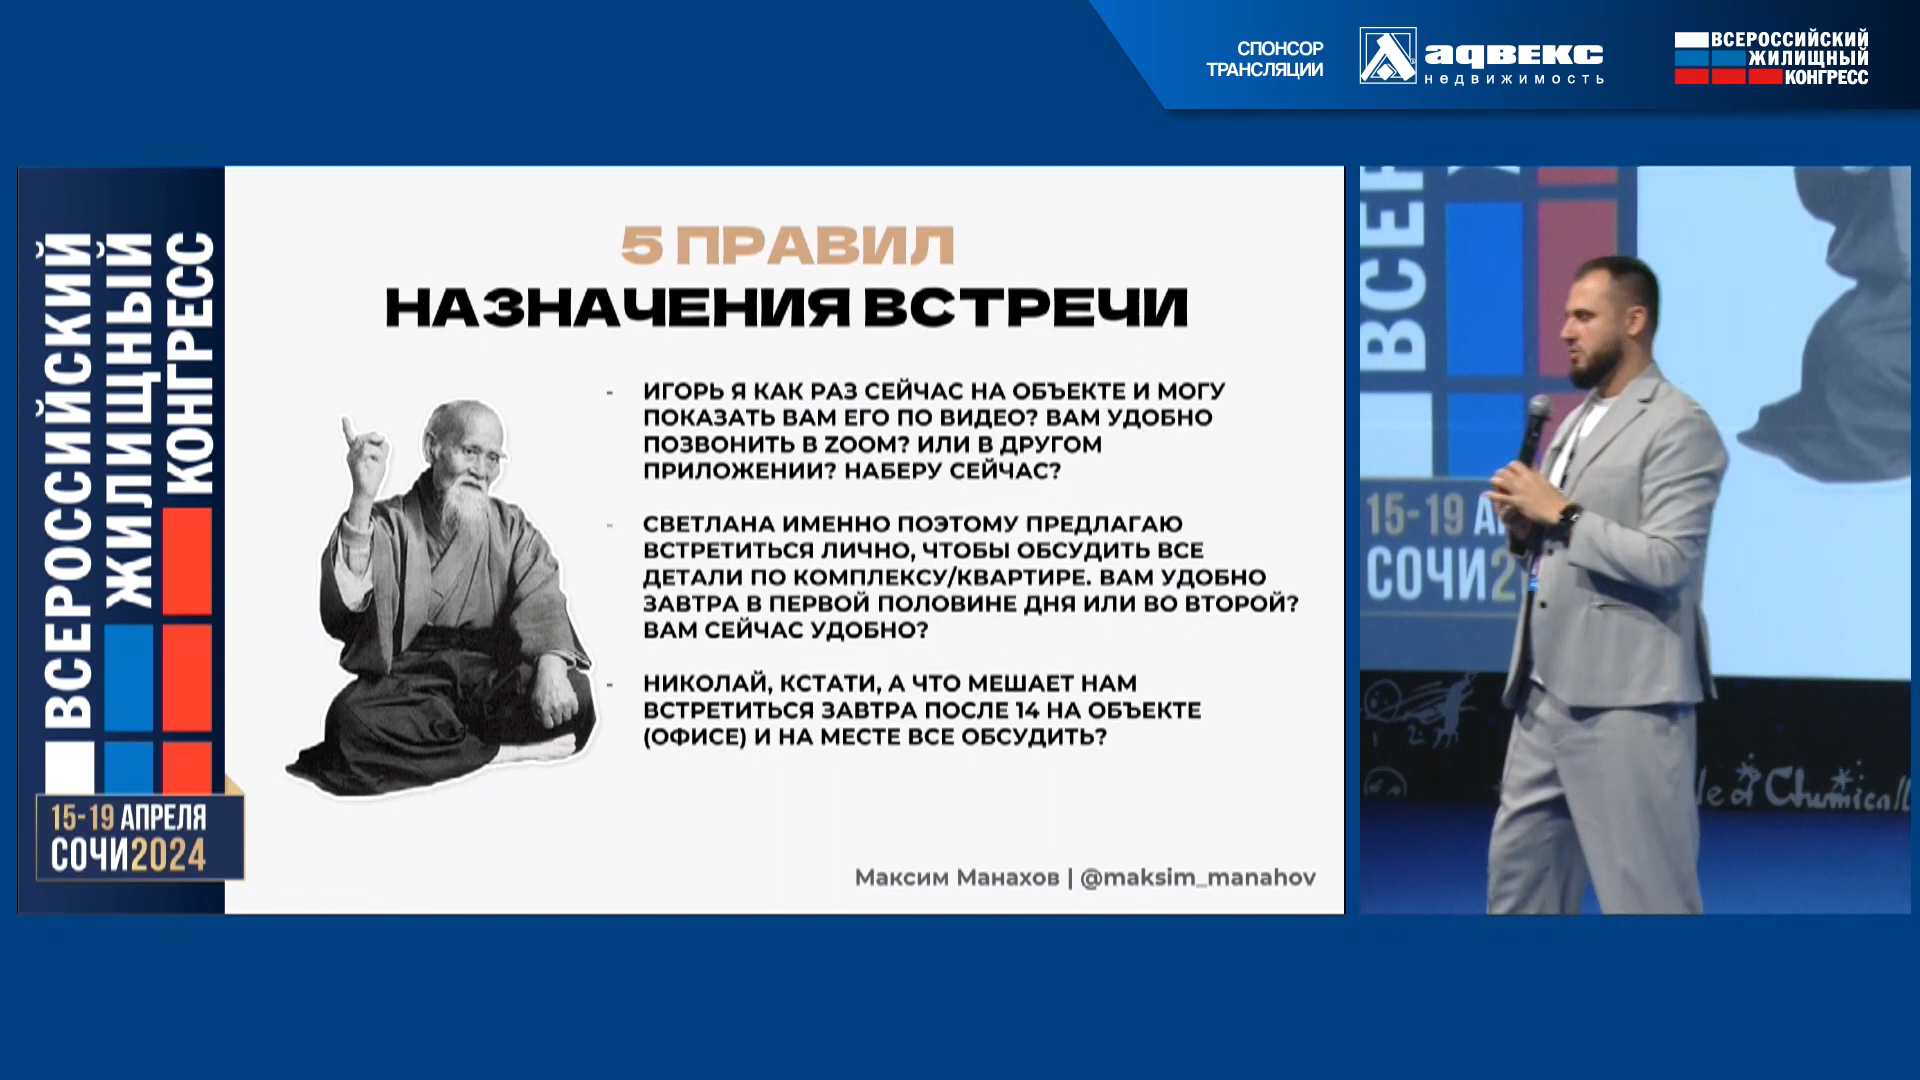 СПОНСОР
ТРАНСЛЯЦИИ
адвекс
недвижимость
ВСЕРОССИЙСКИЙ
ЖИЛИЩНЫЙ
КОНГРЕСС
ВСЕРОССИЙСКИЙ
ЖИЛИЩНЫЙ
КОНГРЕСС
15-19 АПРЕЛЯ
СОЧИ2024
5 ПРАВИЛ
НАЗНАЧЕНИЯ ВСТРЕЧИ
- ИГОРЬ Я КАК РАЗ СЕЙЧАС НА ОБЪЕКТЕ И МОГУ
ПОКАЗАТЬ ВАМ ЕГО ПО ВИДЕО? ВАМ УДОБНО
ПОЗВОНИТЬ В ZOOM? ИЛИ В ДРУГОМ
ПРИЛОЖЕНИИ? НАБЕРУ СЕЙЧАС?
- СВЕТЛАНА ИМЕННО ПОЭТОМУ ПРЕДЛАГАЮ
ВСТРЕТИТЬСЯ ЛИЧНО, ЧТОБЫ ОБСУДИТЬ ВСЕ
ДЕТАЛИ ПО КОМПЛЕКСУ/КВАРТИРЕ. ВАМ УДОБНО
ЗАВТРА В ПЕРВОЙ ПОЛОВИНЕ ДНЯ ИЛИ ВО ВТОРОЙ?
ВАМ СЕЙЧАС УДОБНО?
- НИКОЛАЙ, КСТАТИ, А ЧТО МЕШАЕТ НАМ
ВСТРЕТИТЬСЯ ЗАВТРА ПОСЛЕ 14 НА ОБЪЕКТЕ
(ОФИСЕ) И НА МЕСТЕ ВСЕ ОБСУДИТЬ?
Максим Манахов | @maksim_manahov
ВСЕР
15-19 А
СОЧИ2